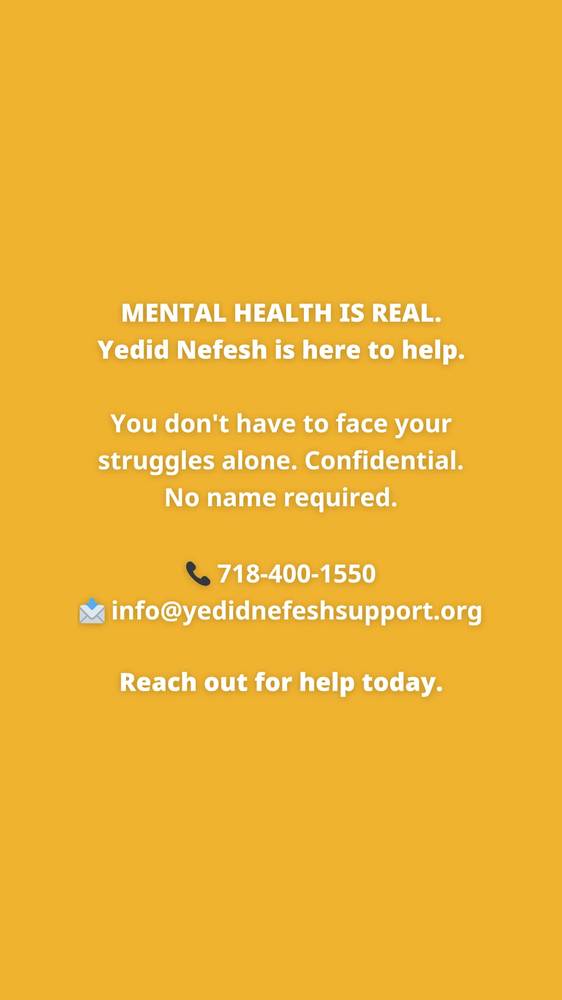 MENTAL HEALTH IS REAL.
Yedid Nefesh is here to help.
You don't have to face your
struggles alone. Confidential.
No name required.
📞 718-400-1550
📩 info@yedidnefeshsupport.org
Reach out for help today.